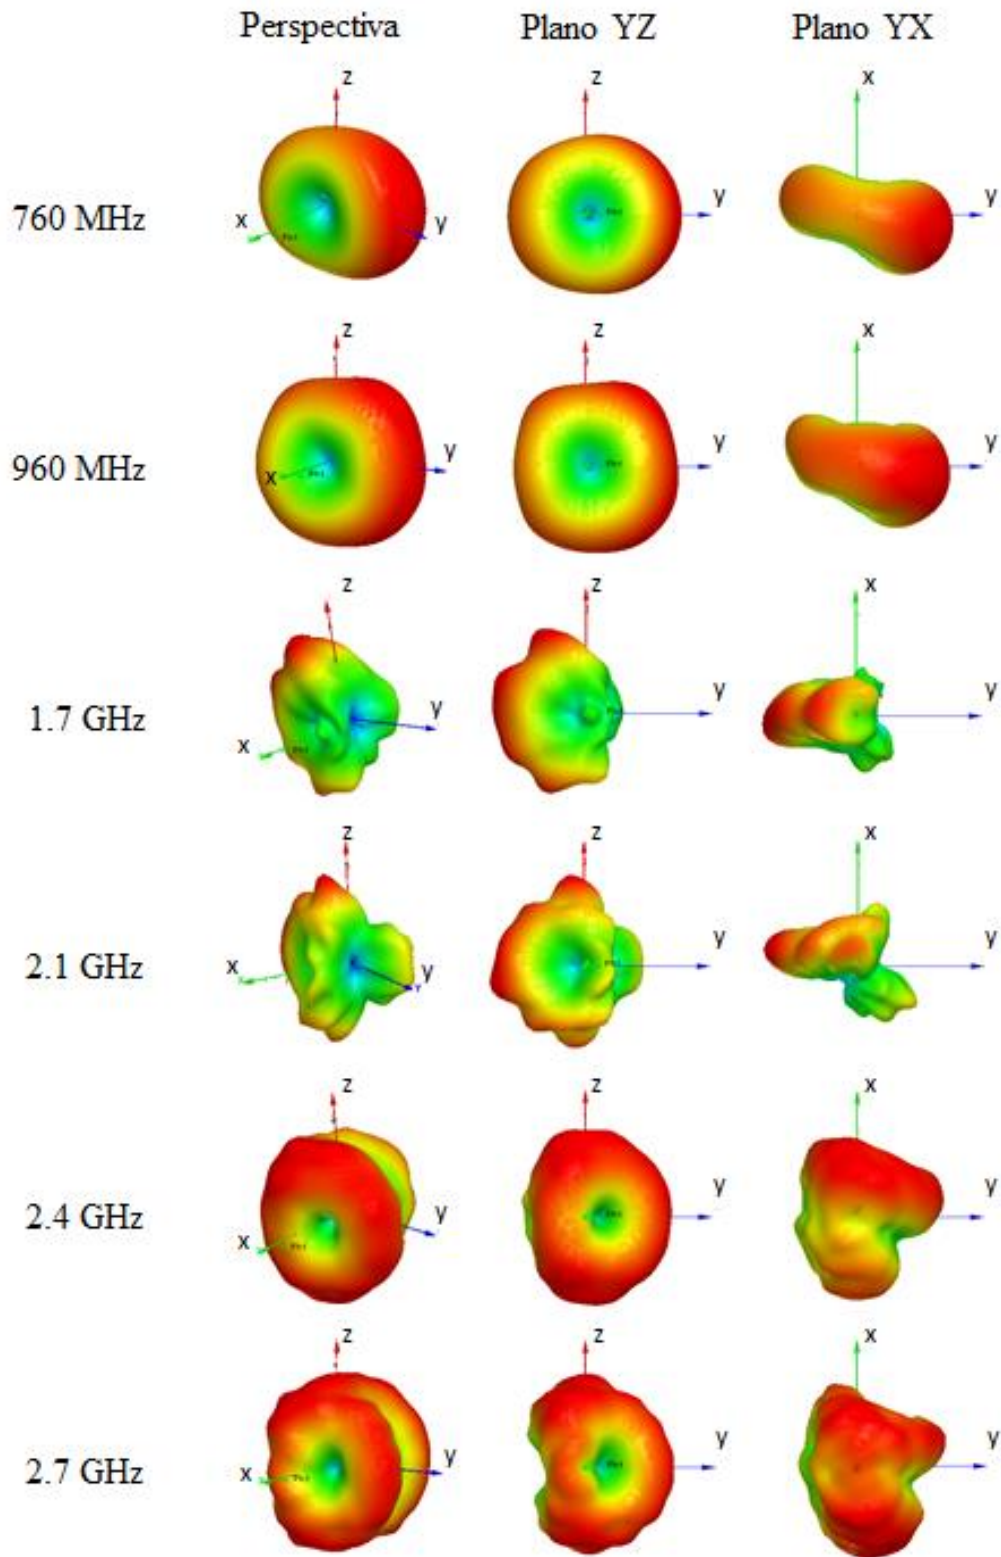 Perspectiva Plano YZ Plano YX
z z x
760 MHz
x y y y
z z x
960 MHz
x y y y
z z x
1.7 GHz
x y y y
z z x
2.1 GHz
x y y y
z z x
2.4 GHz
x y y y
z z x
2.7 GHz
x y y y